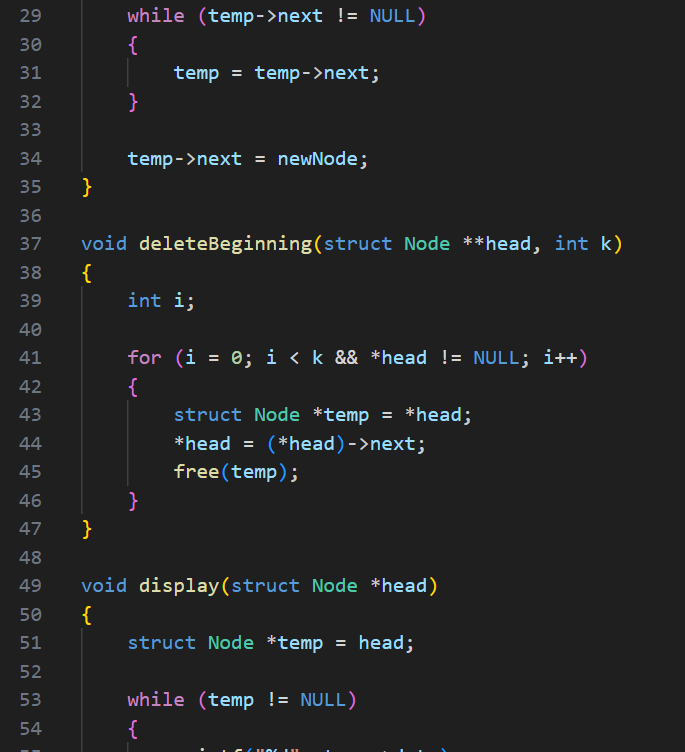 29 while (temp->next != NULL)
30 {
31 temp = temp->next;
32 }
33
34 temp->next = newNode;
35 }
36
37 void deleteBeginning(struct Node **head, int k)
38 {
39 int i;
40
41 for (i = 0; i < k && *head != NULL; i++)
42 {
43 struct Node *temp = *head;
44 *head = (*head)->next;
45 free(temp);
46 }
47 }
48
49 void display(struct Node *head)
50 {
51 struct Node *temp = head;
52
53 while (temp != NULL)
54 {